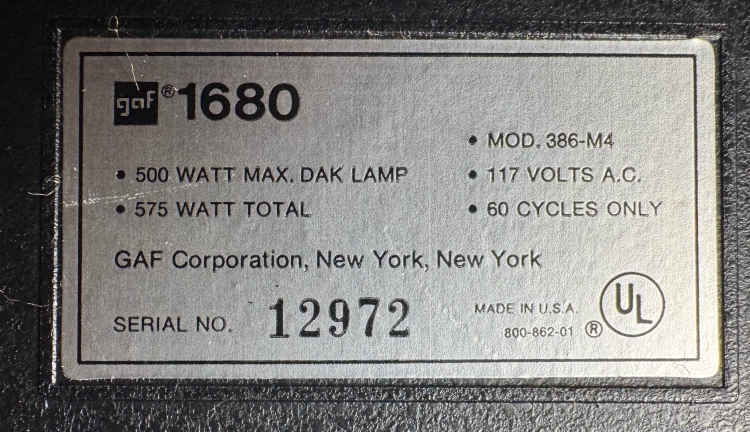 gaf® 1680
• MOD. 386-M4
• 500 WATT MAX. DAK LAMP • 117 VOLTS A.C.
• 575 WATT TOTAL • 60 CYCLES ONLY
GAF Corporation, New York, New York
SERIAL NO. 12972
MADE IN U.S.A.
800-862-01 ® UL